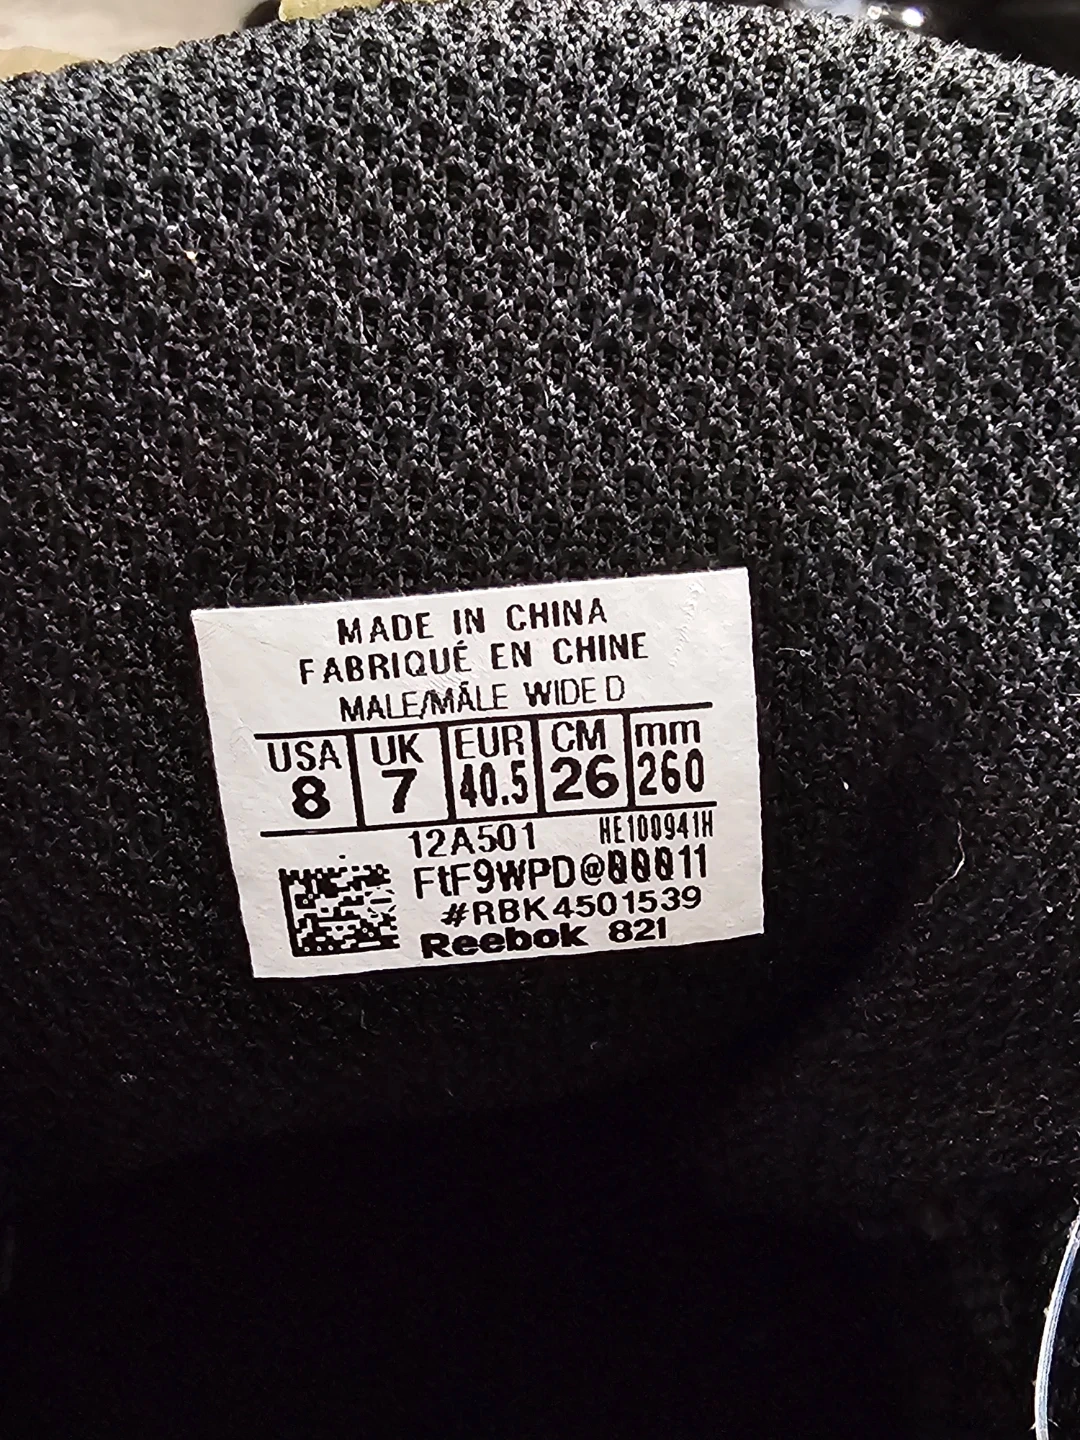 MADE IN CHINA
FABRIQUÉ EN CHINE
MALE/MÂLE WIDE D
USA UK EUR CM mm
8 7 40.5 26 260
12A501 HE100941H
FtF9WPD@00011
#RBK4501539
Reebok 821